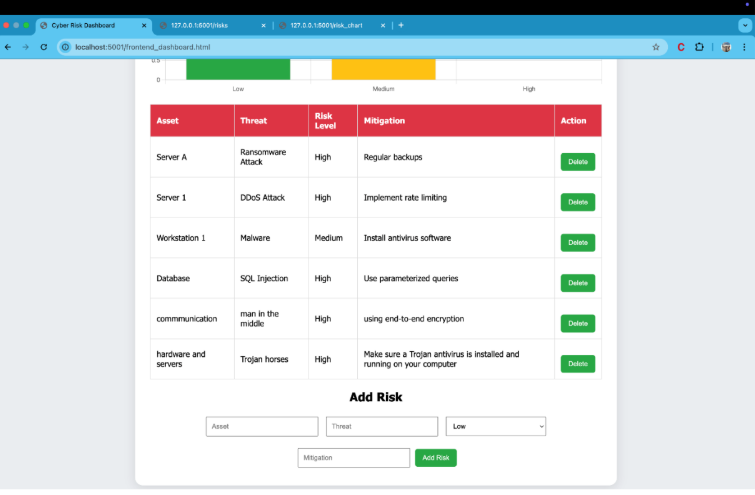 Cyber Risk Dashboard
127.0.0.1:5001/risks
127.0.0.1:5001/risk_chart
localhost:5001/frontend_dashboard.html
0.5
0
Low Medium High
Asset Threat Risk Level Mitigation Action
Server A Ransomware Attack High Regular backups Delete
Server 1 DDoS Attack High Implement rate limiting Delete
Workstation 1 Malware Medium Install antivirus software Delete
Database SQL Injection High Use parameterized queries Delete
commmunication man in the middle High using end-to-end encryption Delete
hardware and servers Trojan horses High Make sure a Trojan antivirus is installed and running on your computer Delete
Add Risk
Asset Threat Low
Mitigation Add Risk